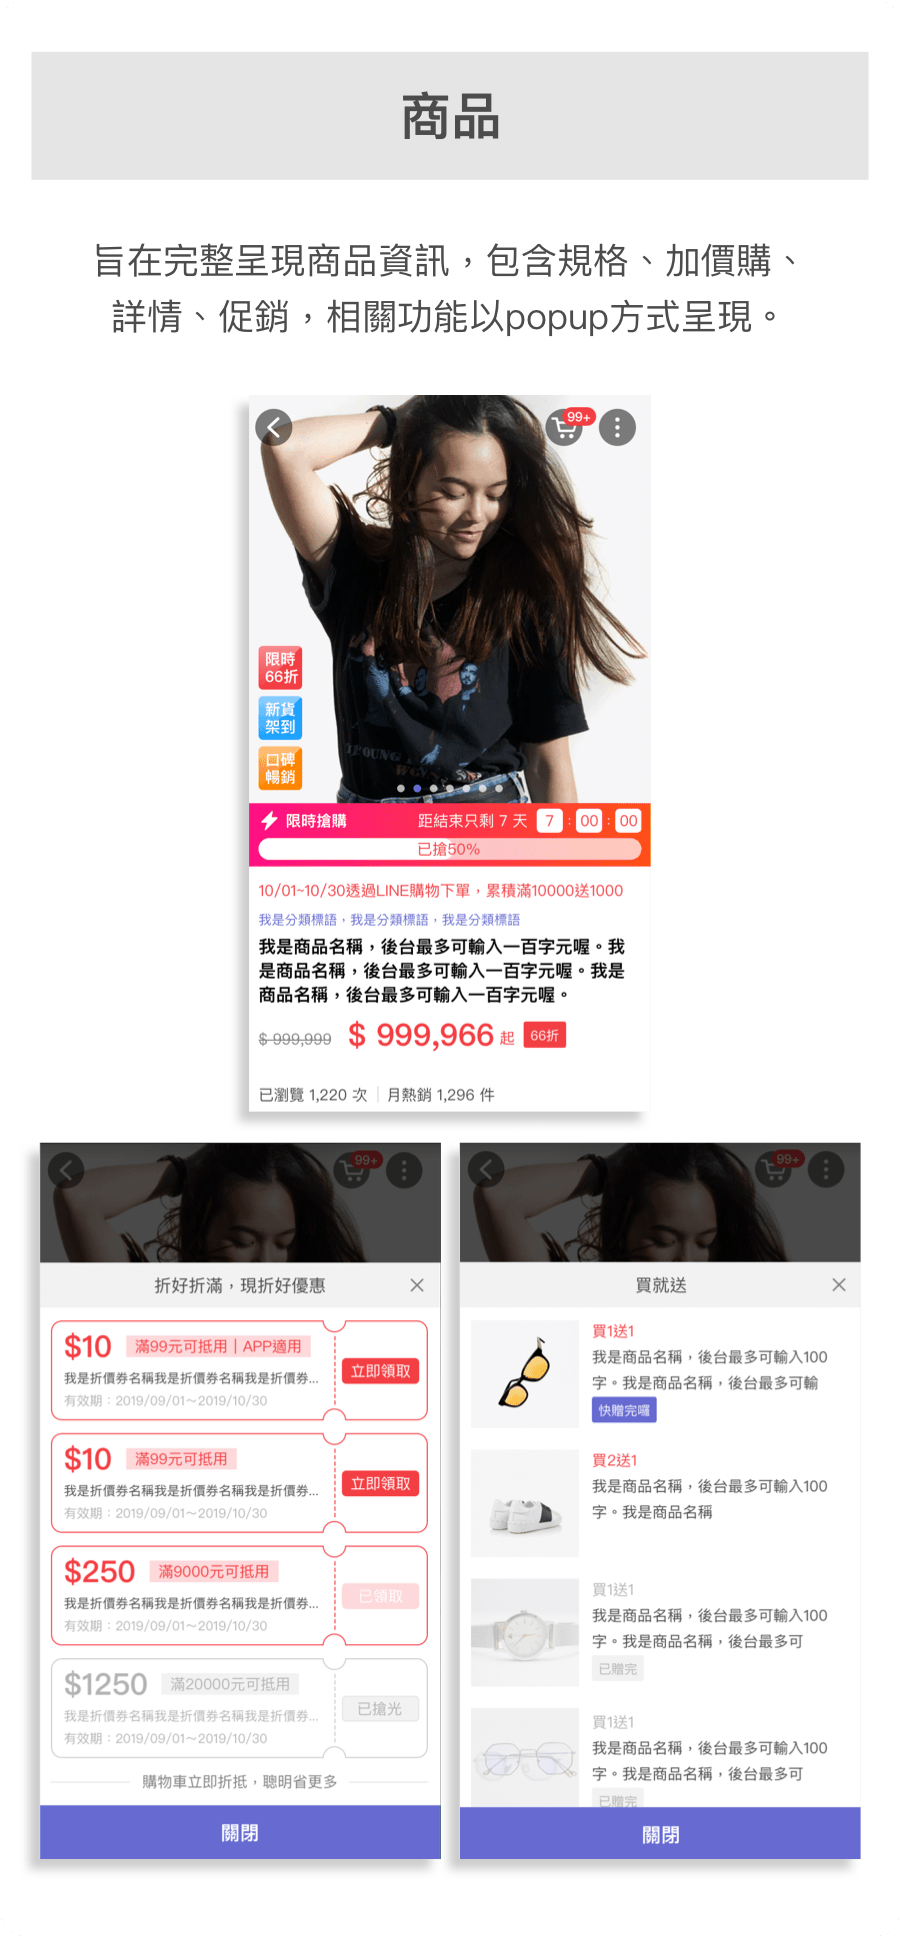 商品
旨在完整呈現商品資訊，包含規格、加價購、
詳情、促銷，相關功能以popup方式呈現。
99+
限時
66折
新貨
架到
口碑
暢銷
限時搶購 距結束只剩 7 天 7 : 00 : 00
已搶50%
10/01~10/30透過LINE購物下單，累積滿10000送1000
我是分類標語，我是分類標語，我是分類標語
我是商品名稱，後台最多可輸入一百字元喔。我
是商品名稱，後台最多可輸入一百字元喔。我是
商品名稱，後台最多可輸入一百字元喔。
$ 999,999 $ 999,966 起 66折
已瀏覽 1,220 次 | 月熱銷 1,296 件
99+
折好折滿，現折好優惠
$10 滿99元可抵用 | APP適用
我是折價券名稱我是折價券名稱我是折價券...
有效期：2019/09/01～2019/10/30
立即領取
$10 滿99元可抵用
我是折價券名稱我是折價券名稱我是折價券...
有效期：2019/09/01～2019/10/30
立即領取
$250 滿9000元可抵用
我是折價券名稱我是折價券名稱我是折價券...
有效期：2019/09/01～2019/10/30
已領取
$1250 滿20000元可抵用
我是折價券名稱我是折價券名稱我是折價券...
有效期：2019/09/01～2019/10/30
已搶光
購物車立即折抵，聰明省更多
關閉
99+
買就送
買1送1
我是商品名稱，後台最多可輸入100
字。我是商品名稱，後台最多可輸
快贈完囉
買2送1
我是商品名稱，後台最多可輸入100
字。我是商品名稱
買1送1
我是商品名稱，後台最多可輸入100
字。我是商品名稱，後台最多可
已贈完
買1送1
我是商品名稱，後台最多可輸入100
字。我是商品名稱，後台最多可
已贈完
關閉